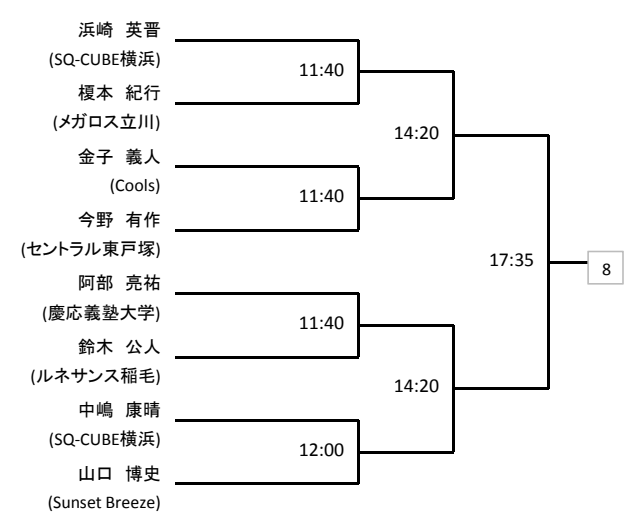 浜崎 英晋
(SQ-CUBE横浜)
11:40
榎本 紀行
(メガロス立川)
14:20
金子 義人
(Cools)
11:40
今野 有作
(セントラル東戸塚)
17:35
8
阿部 亮祐
(慶応義塾大学)
11:40
鈴木 公人
(ルネサンス稲毛)
14:20
中嶋 康晴
(SQ-CUBE横浜)
12:00
山口 博史
(Sunset Breeze)